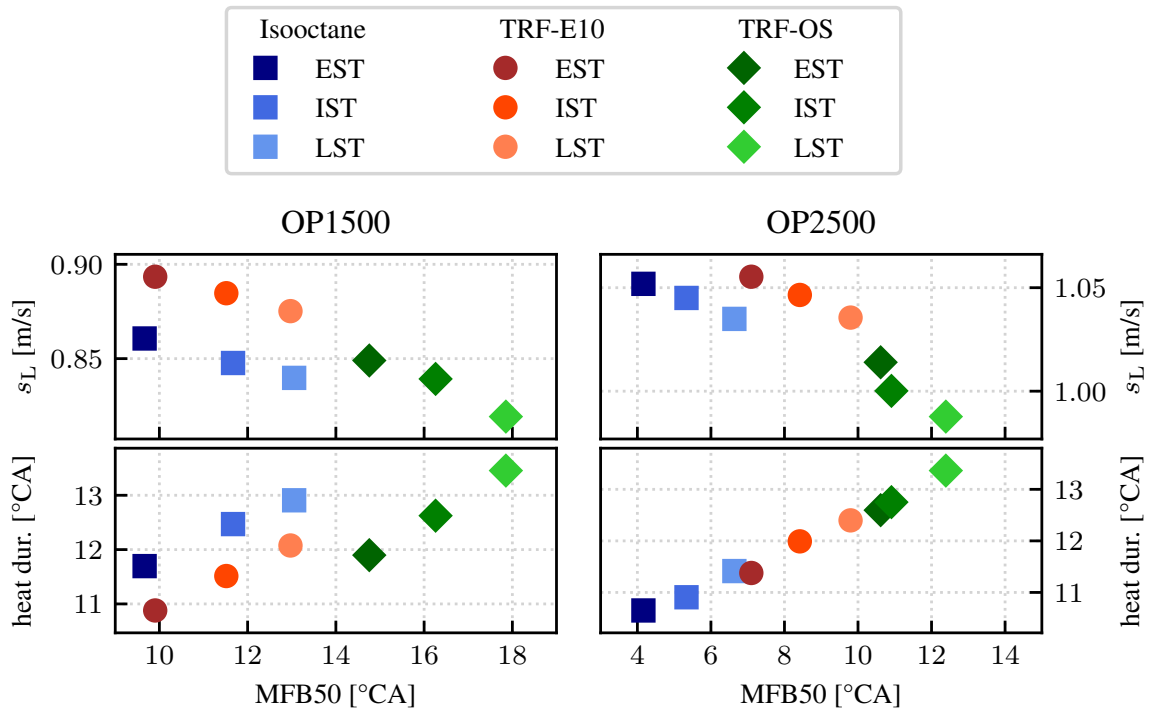 Isooctane TRF-E10 TRF-OS
EST EST EST
IST IST IST
LST LST LST
OP1500 OP2500
0.90
0.85
s_L [m/s]
1.05
1.00
s_L [m/s]
13
12
11
heat dur. [°CA]
13
12
11
heat dur. [°CA]
10 12 14 16 18
4 6 8 10 12 14
MFB50 [°CA] MFB50 [°CA]